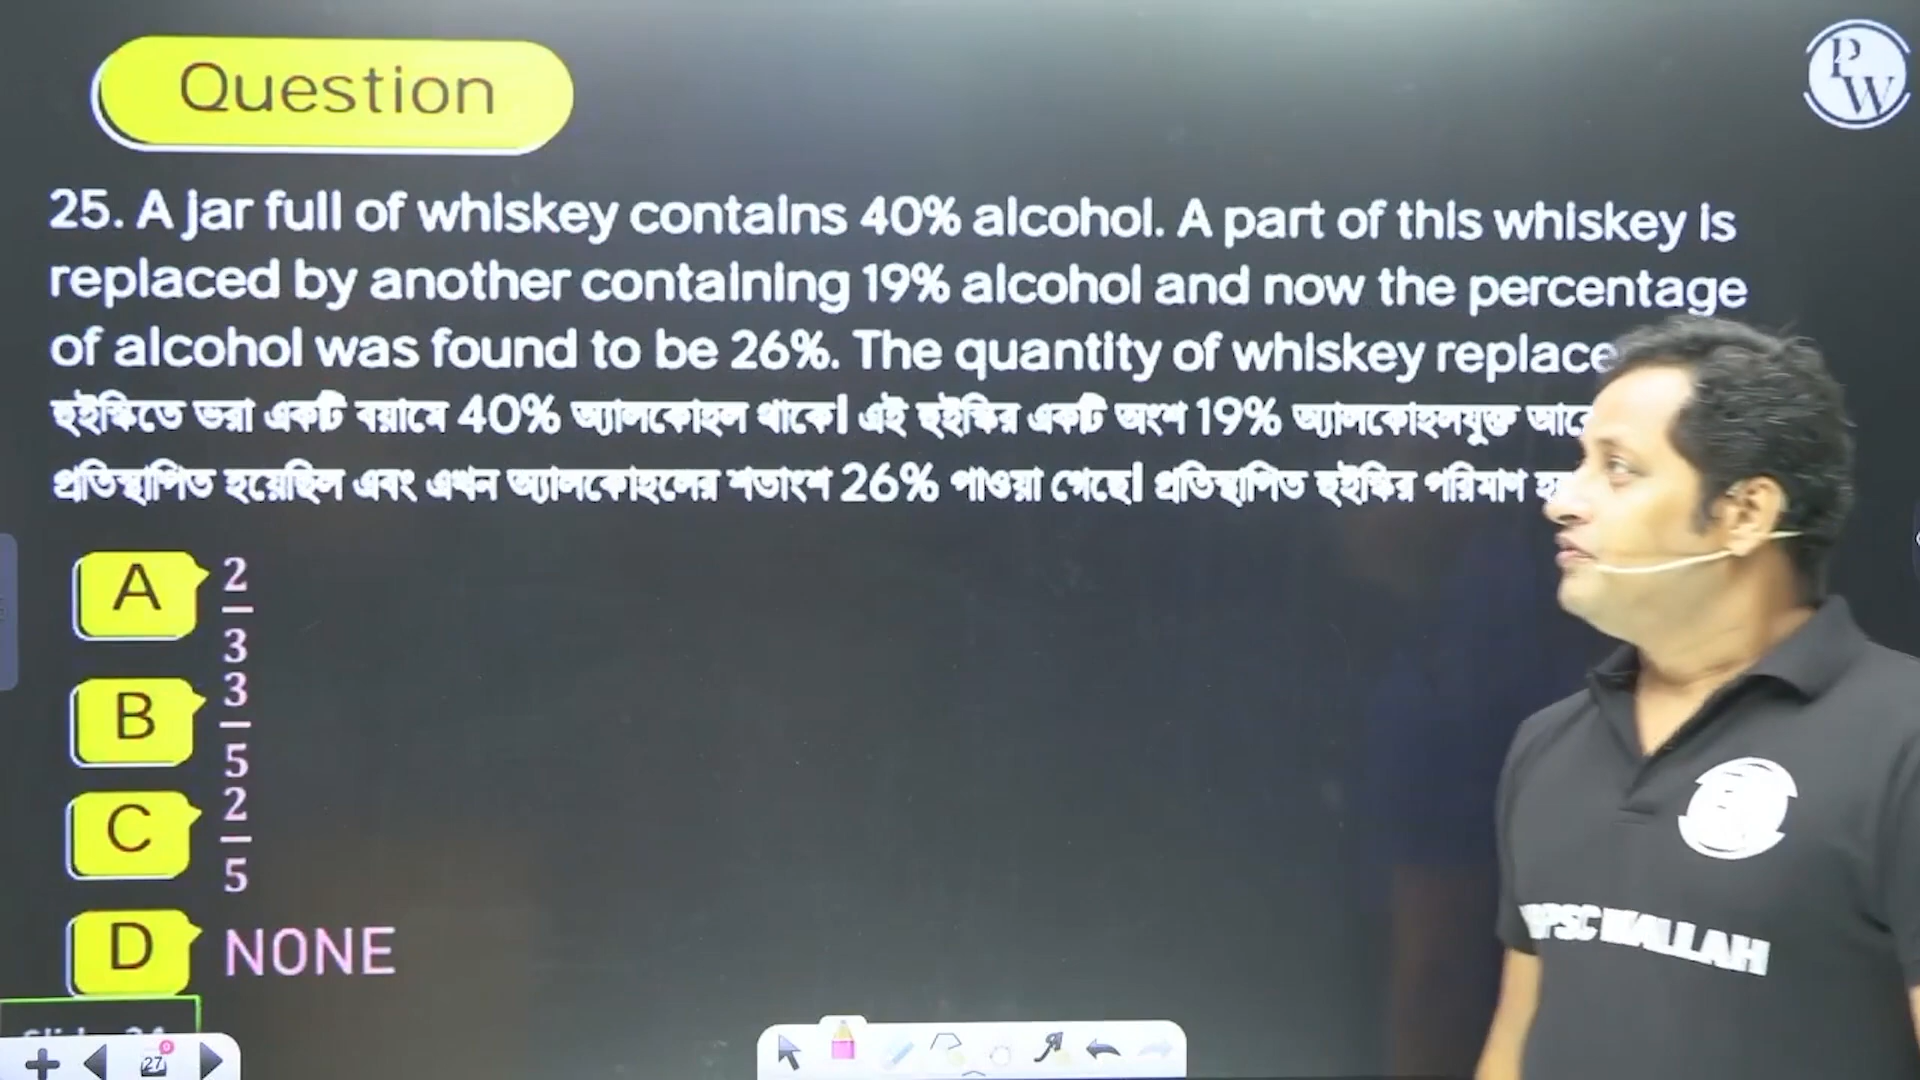 Question
PW
25. A jar full of whiskey contains 40% alcohol. A part of this whiskey is
replaced by another containing 19% alcohol and now the percentage
of alcohol was found to be 26%. The quantity of whiskey replace
হুইস্কিতে ভরা একটি বয়ামে 40% অ্যালকোহল থাকে। এই হুইস্কির একটি অংশ 19% অ্যালকোহলযুক্ত
প্রতিস্থাপিত হয়েছিল এবং এখন অ্যালকোহলের শতাংশ 26% পাওয়া গেছে। প্রতিস্থাপিত হুইস্কির পরিমাণ
A 2
3
B 3
5
C 2
5
D NONE
WALLAH
27